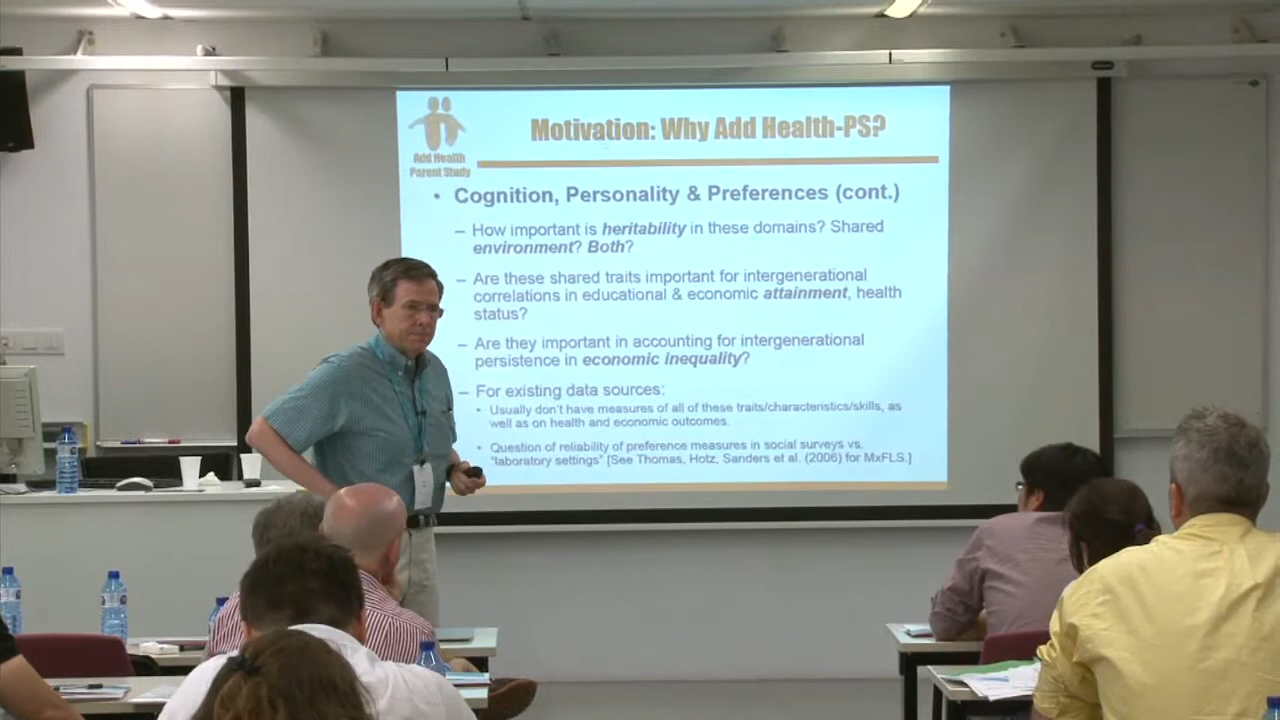 Motivation: Why Add Health-PS?
Add Health
Parent Study
• Cognition, Personality & Preferences (cont.)
– How important is heritability in these domains? Shared
environment? Both?
– Are these shared traits important for intergenerational
correlations in educational & economic attainment, health
status?
– Are they important in accounting for intergenerational
persistence in economic inequality?
– For existing data sources:
• Usually don't have measures of all of these traits/characteristics/skills, as
well as on health and economic outcomes.
• Question of reliability of preference measures in social surveys vs.
"laboratory settings" [See Thomas, Hotz, Sanders et al. (2006) for MxFLS.]